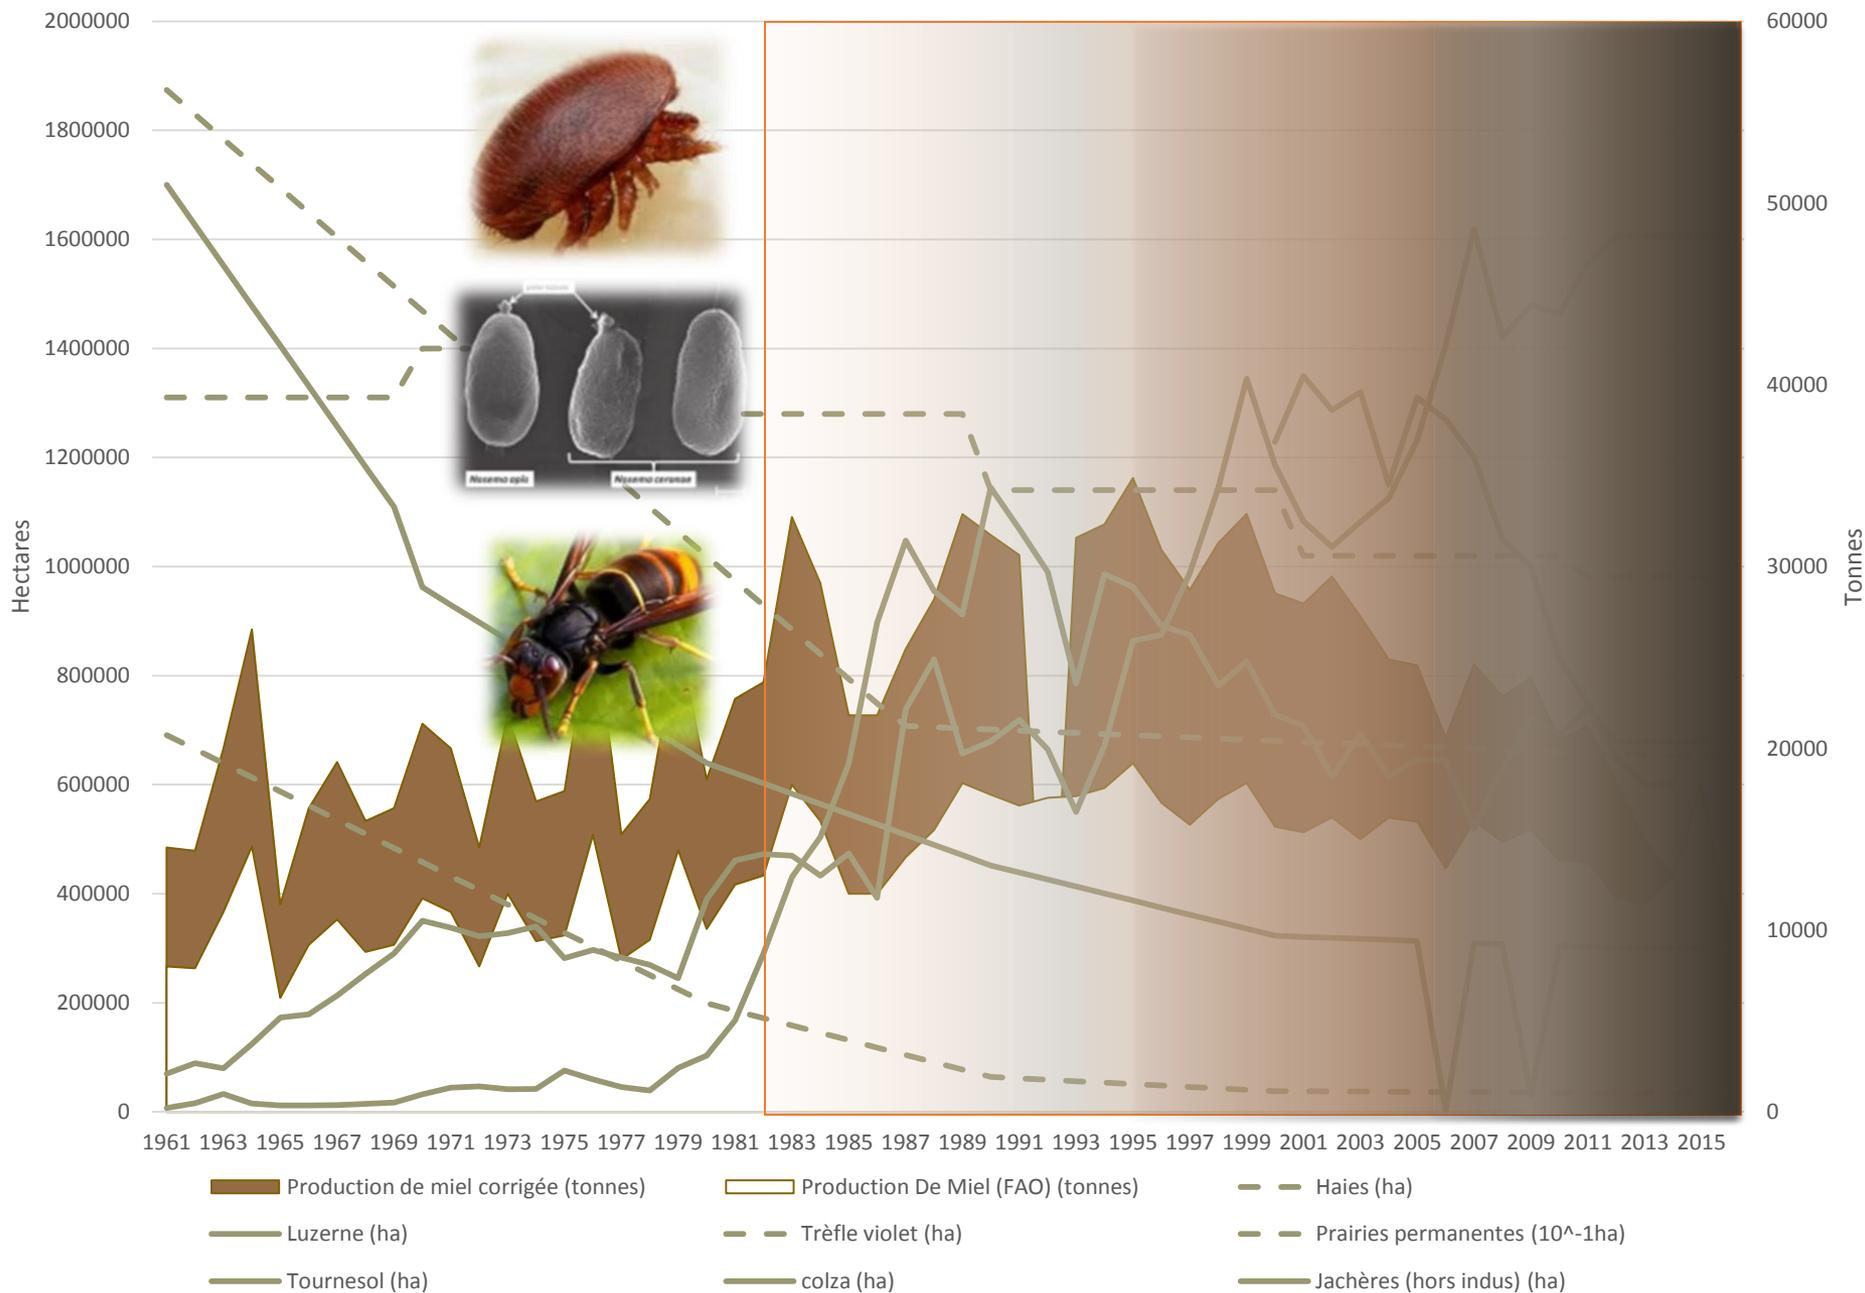 2000000
1800000
1600000
1400000
1200000
1000000
800000
600000
400000
200000
0
Hectares
60000
50000
40000
30000
20000
10000
0
Tonnes
Nosema apis
Nosema ceranae
1961 1963 1965 1967 1969 1971 1973 1975 1977 1979 1981 1983 1985 1987 1989 1991 1993 1995 1997 1999 2001 2003 2005 2007 2009 2011 2013 2015
Production de miel corrigée (tonnes)
Production De Miel (FAO) (tonnes)
Haies (ha)
Luzerne (ha)
Trèfle violet (ha)
Prairies permanentes (10^-1ha)
Tournesol (ha)
colza (ha)
Jachères (hors indus) (ha)